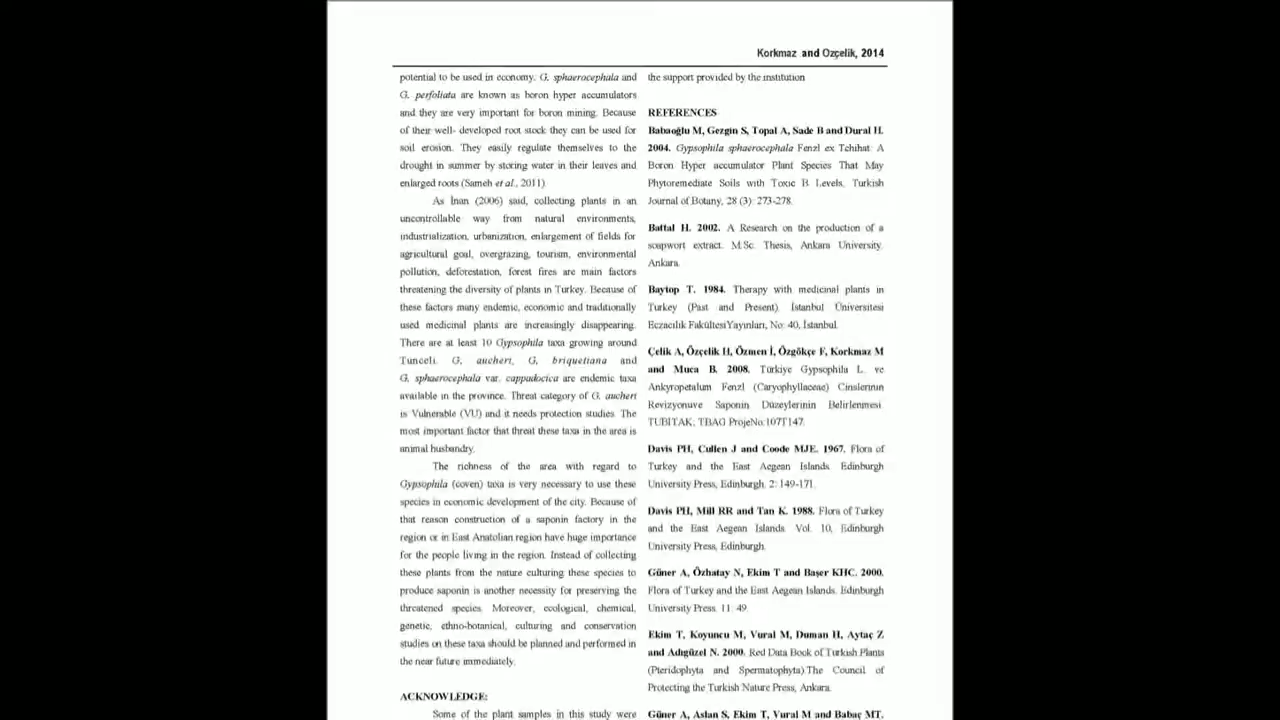 Korkmaz and Ozçelik, 2014
potential to be used in economy. G. sphaerocephala and
G. perfoliata are known as boron hyper accumulators
and they are very important for boron mining. Because
of their well- developed root stock they can be used for
soil erosion. They easily regulate themselves to the
drought in summer by storing water in their leaves and
enlarged roots (Sameh et al., 2011).
As İnan (2006) said, collecting plants in an
uncontrollable way from natural environments,
industrialization, urbanization, enlargement of fields for
agricultural goal, overgrazing, tourism, environmental
pollution, deforestation, forest fires are main factors
threatening the diversity of plants in Turkey. Because of
these factors many endemic, economic and traditionally
used medicinal plants are increasingly disappearing.
There are at least 10 Gypsophila taxa growing around
Tunceli. G. aucheri, G. briquetiana and
G. sphaerocephala var. cappadocica are endemic taxa
available in the province. Threat category of G. aucheri
is Vulnerable (VU) and it needs protection studies. The
most important factor that threat these taxa in the area is
animal husbandry.
The richness of the area with regard to
Gypsophila (coven) taxa is very necessary to use these
species in economic development of the city. Because of
that reason construction of a saponin factory in the
region or in East Anatolian region have huge importance
for the people living in the region. Instead of collecting
these plants from the nature culturing these species to
produce saponin is another necessity for preserving the
threatened species. Moreover, ecological, chemical,
genetic, ethno-botanical, culturing and conservation
studies on these taxa should be planned and performed in
the near future immediately.
ACKNOWLEDGE:
Some of the plant samples in this study were
the support provided by the institution
REFERENCES
Babaoğlu M, Gezgin S, Topal A, Sade B and Dural H.
2004. Gypsophila sphaerocephala Fenzl ex Tchihat: A
Boron Hyper accumulator Plant Species That May
Phytoremediate Soils with Toxic B Levels. Turkish
Journal of Botany, 28 (3): 273-278.
Battal H. 2002. A Research on the production of a
soapwort extract. M.Sc. Thesis, Ankara University.
Ankara.
Baytop T. 1984. Therapy with medicinal plants in
Turkey (Past and Present). İstanbul Üniversitesi
Eczacılık FakültesiYayınları, No: 40, İstanbul.
Çelik A, Özçelik H, Özmen İ, Özgökçe F, Korkmaz M
and Muca B. 2008. Türkiye Gypsophila L. ve
Ankyropetalum Fenzl (Caryophyllaceae) Cinslerinin
Revizyonuve Saponin Düzeylerinin Belirlenmesi.
TUBITAK, TBAG ProjeNo:107T147.
Davis PH, Cullen J and Coode MJE. 1967. Flora of
Turkey and the East Aegean Islands. Edinburgh
University Press, Edinburgh. 2: 149-171.
Davis PH, Mill RR and Tan K. 1988. Flora of Turkey
and the East Aegean Islands. Vol. 10, Edinburgh
University Press, Edinburgh.
Güner A, Özhatay N, Ekim T and Başer KHC. 2000.
Flora of Turkey and the East Aegean Islands. Edinburgh
University Press. 11: 49.
Ekim T, Koyuncu M, Vural M, Duman H, Aytaç Z
and Adıgüzel N. 2000. Red Data Book of Turkish Plants
(Pteridophyta and Spermatophyta).The Council of
Protecting the Turkish Nature Press, Ankara.
Güner A, Aslan S, Ekim T, Vural M and Babaç MT.